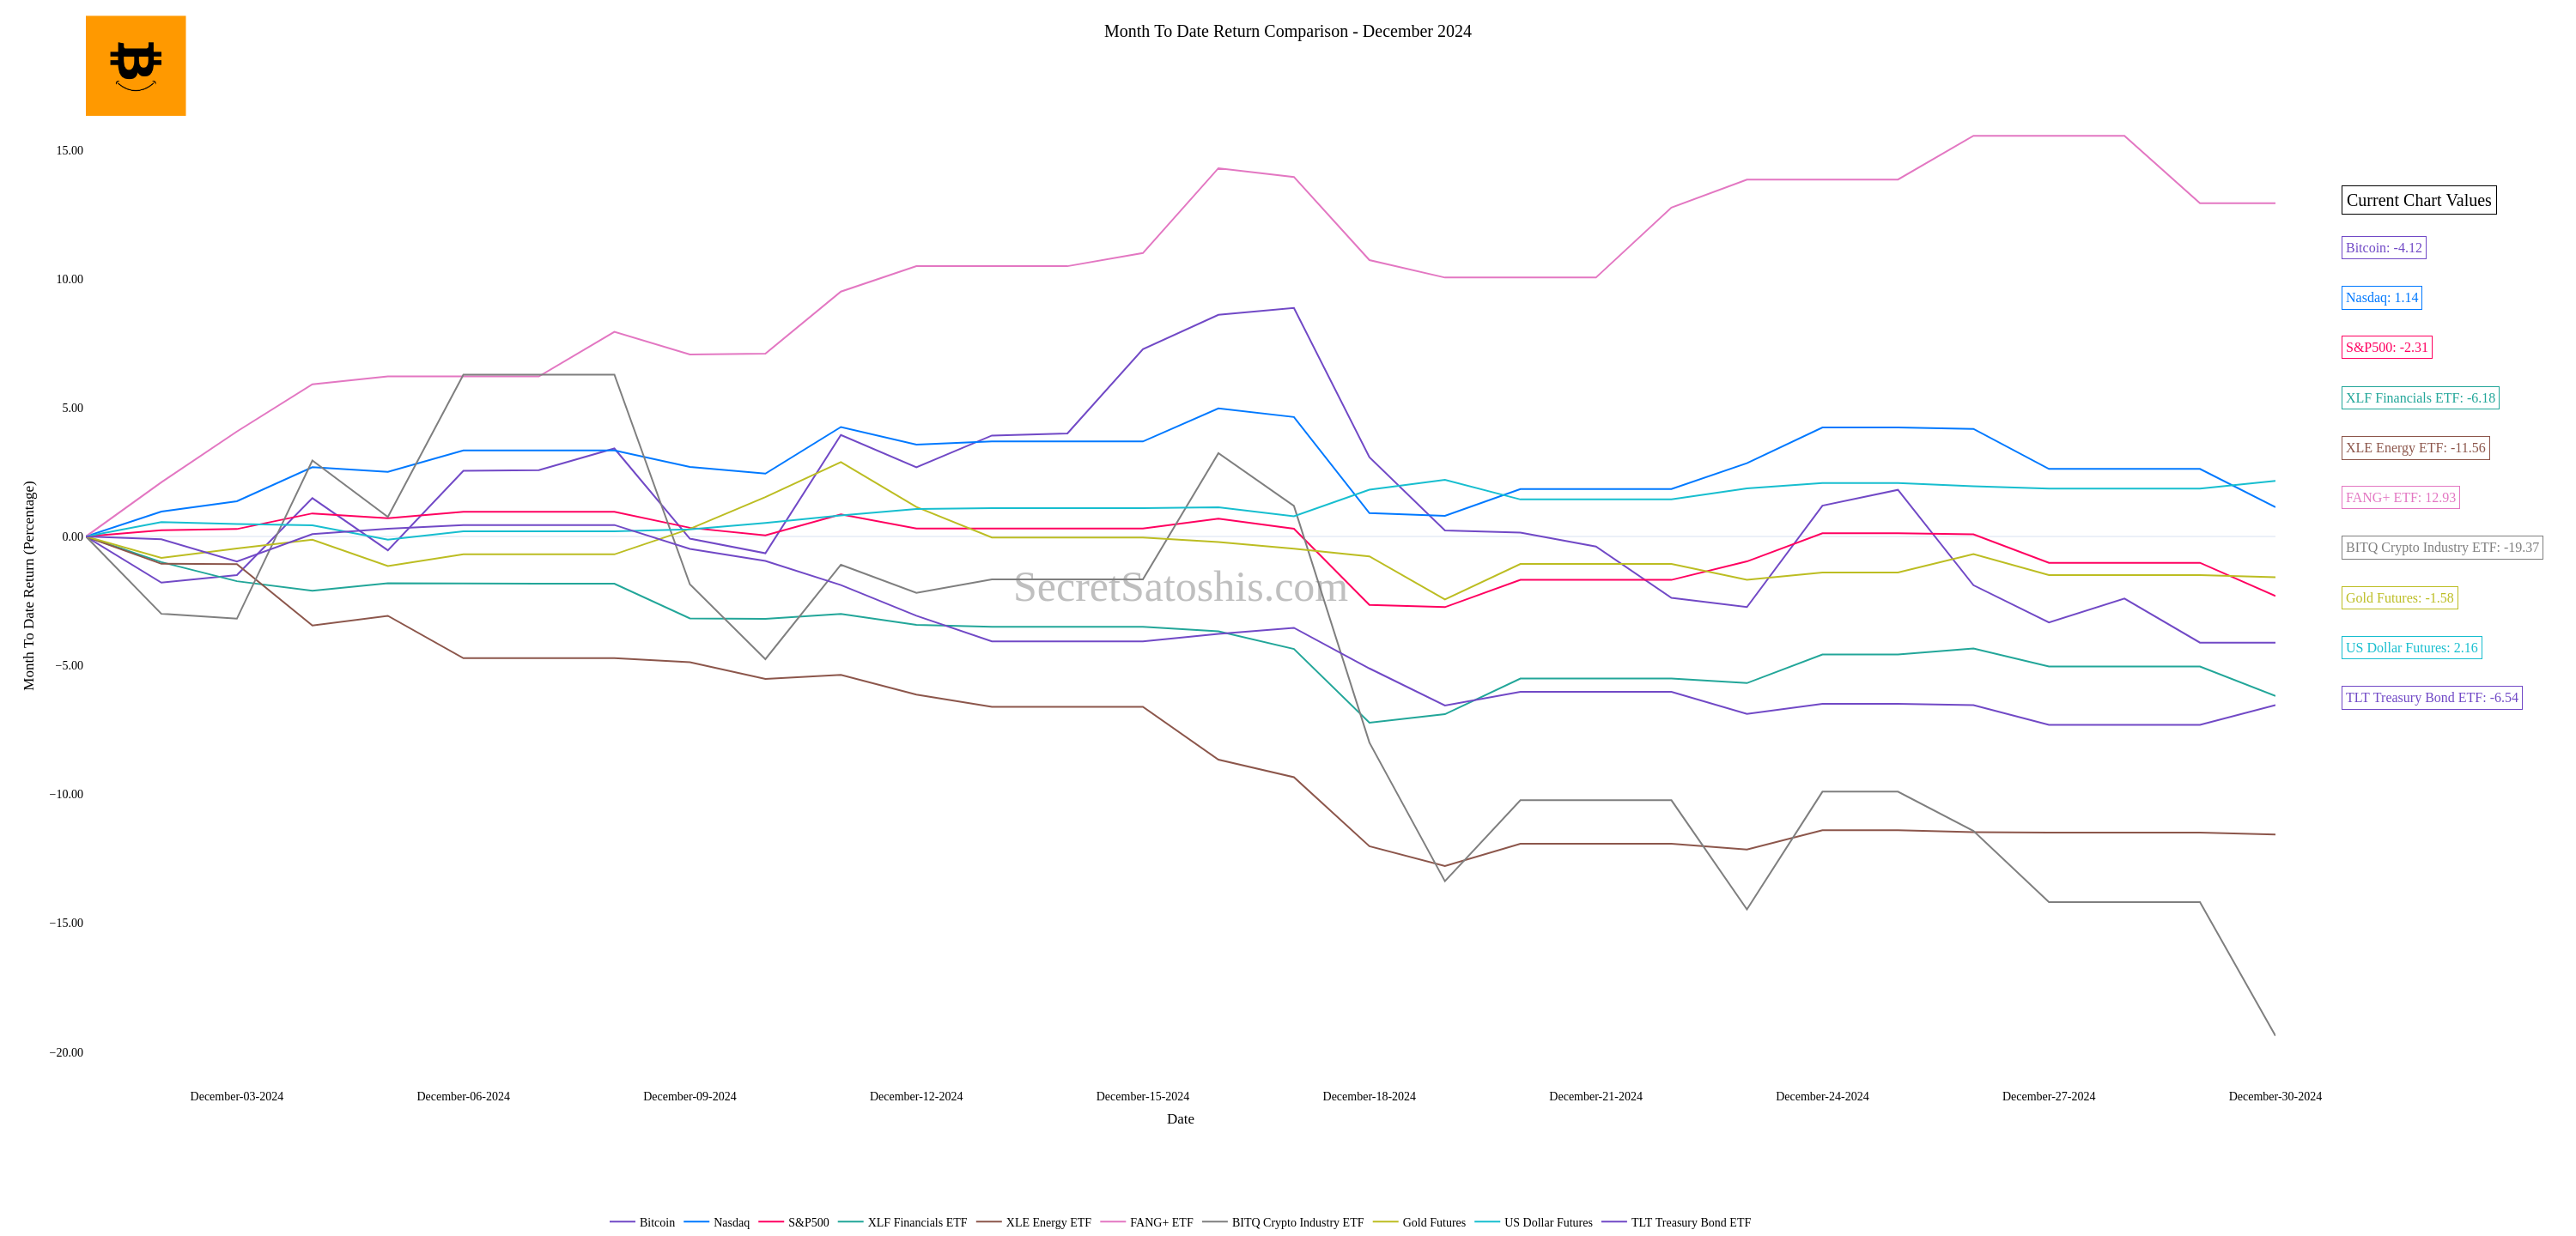 Month To Date Return Comparison - December 2024
15.00
10.00
5.00
0.00
−5.00
−10.00
−15.00
−20.00
Month To Date Return (Percentage)
SecretSatoshis.com
Current Chart Values
Bitcoin: -4.12
Nasdaq: 1.14
S&P500: -2.31
XLF Financials ETF: -6.18
XLE Energy ETF: -11.56
FANG+ ETF: 12.93
BITQ Crypto Industry ETF: -19.37
Gold Futures: -1.58
US Dollar Futures: 2.16
TLT Treasury Bond ETF: -6.54
December-03-2024 December-06-2024 December-09-2024 December-12-2024 December-15-2024 December-18-2024 December-21-2024 December-24-2024 December-27-2024 December-30-2024
Date
Bitcoin Nasdaq S&P500 XLF Financials ETF XLE Energy ETF FANG+ ETF BITQ Crypto Industry ETF Gold Futures US Dollar Futures TLT Treasury Bond ETF